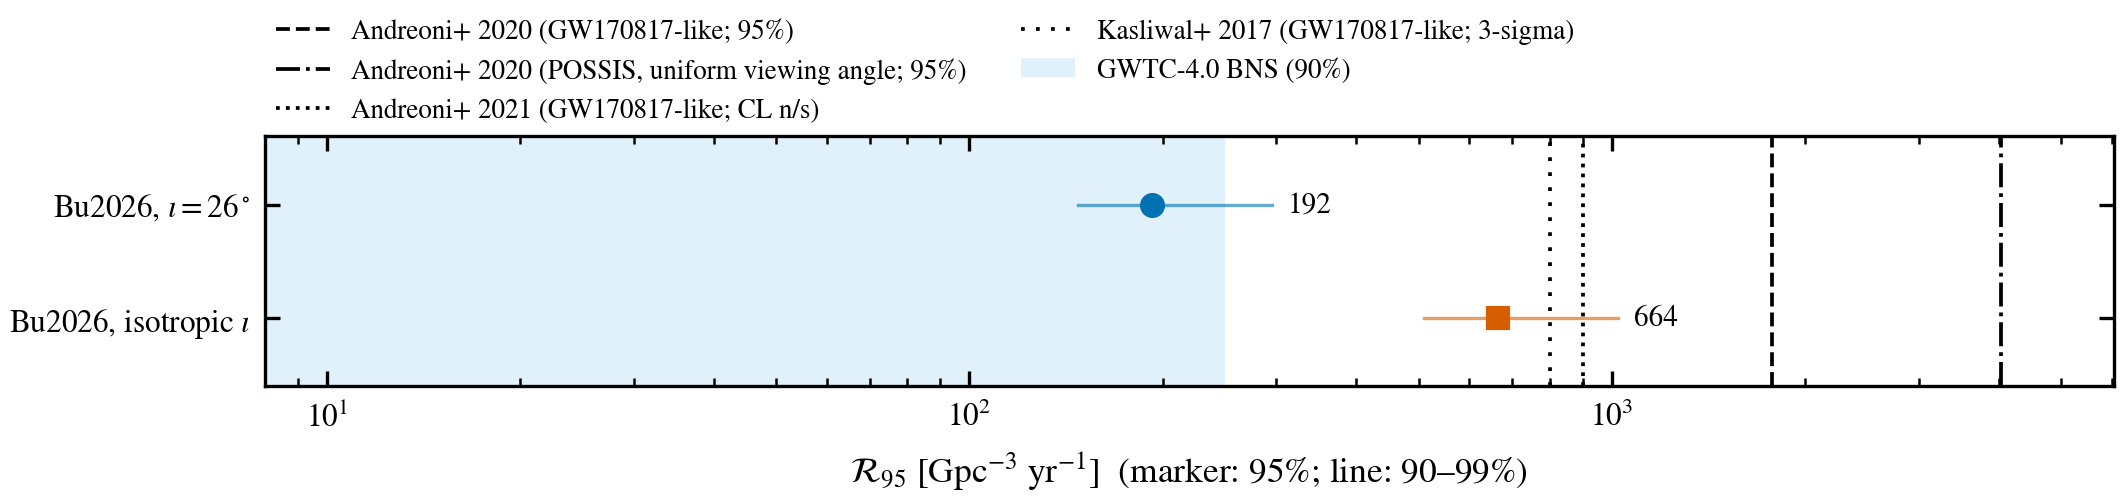 Andreoni+ 2020 (GW170817-like; 95%)
Andreoni+ 2020 (POSSIS, uniform viewing angle; 95%)
Andreoni+ 2021 (GW170817-like; CL n/s)
Kasliwal+ 2017 (GW170817-like; 3-sigma)
GWTC-4.0 BNS (90%)
Bu2026, ι = 26°
192
Bu2026, isotropic ι
664
10¹ 10² 10³
ℛ₉₅ [Gpc⁻³ yr⁻¹] (marker: 95%; line: 90–99%)